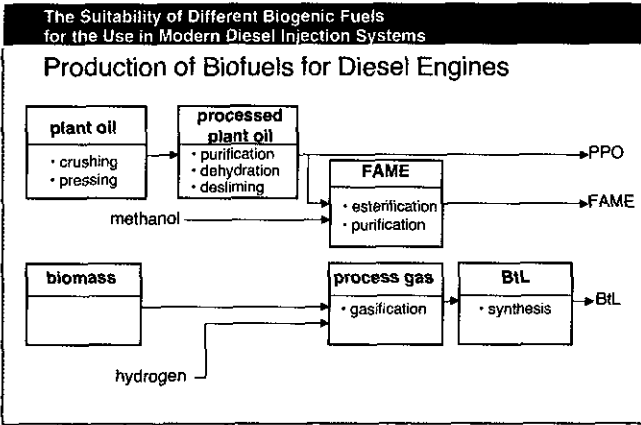 The Suitability of Different Biogenic Fuels
for the Use in Modern Diesel Injection Systems
Production of Biofuels for Diesel Engines
plant oil
• crushing
• pressing
processed
plant oil
• purification
• dehydration
• desliming
PPO
FAME
• esterification
• purification
FAME
methanol
biomass
process gas
• gasification
BtL
• synthesis
BtL
hydrogen